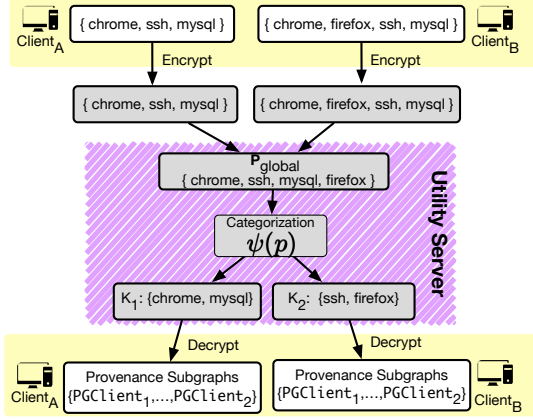 { chrome, ssh, mysql }
{ chrome, firefox, ssh, mysql }
Client_A
Client_B
Encrypt
Encrypt
{ chrome, ssh, mysql }
{ chrome, firefox, ssh, mysql }
P_global
{ chrome, ssh, mysql, firefox }
Categorization
ψ(p)
Utility Server
K_1: {chrome, mysql}
K_2: {ssh, firefox}
Decrypt
Decrypt
Client_A
Provenance Subgraphs
{PGClient_1,...,PGClient_2}
Provenance Subgraphs
{PGClient_1,...,PGClient_2}
Client_B